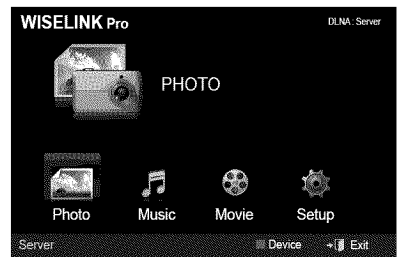 WISELINK Pro
DLNA: Server
PHOTO
Photo Music Movie Setup
Server Device Exit